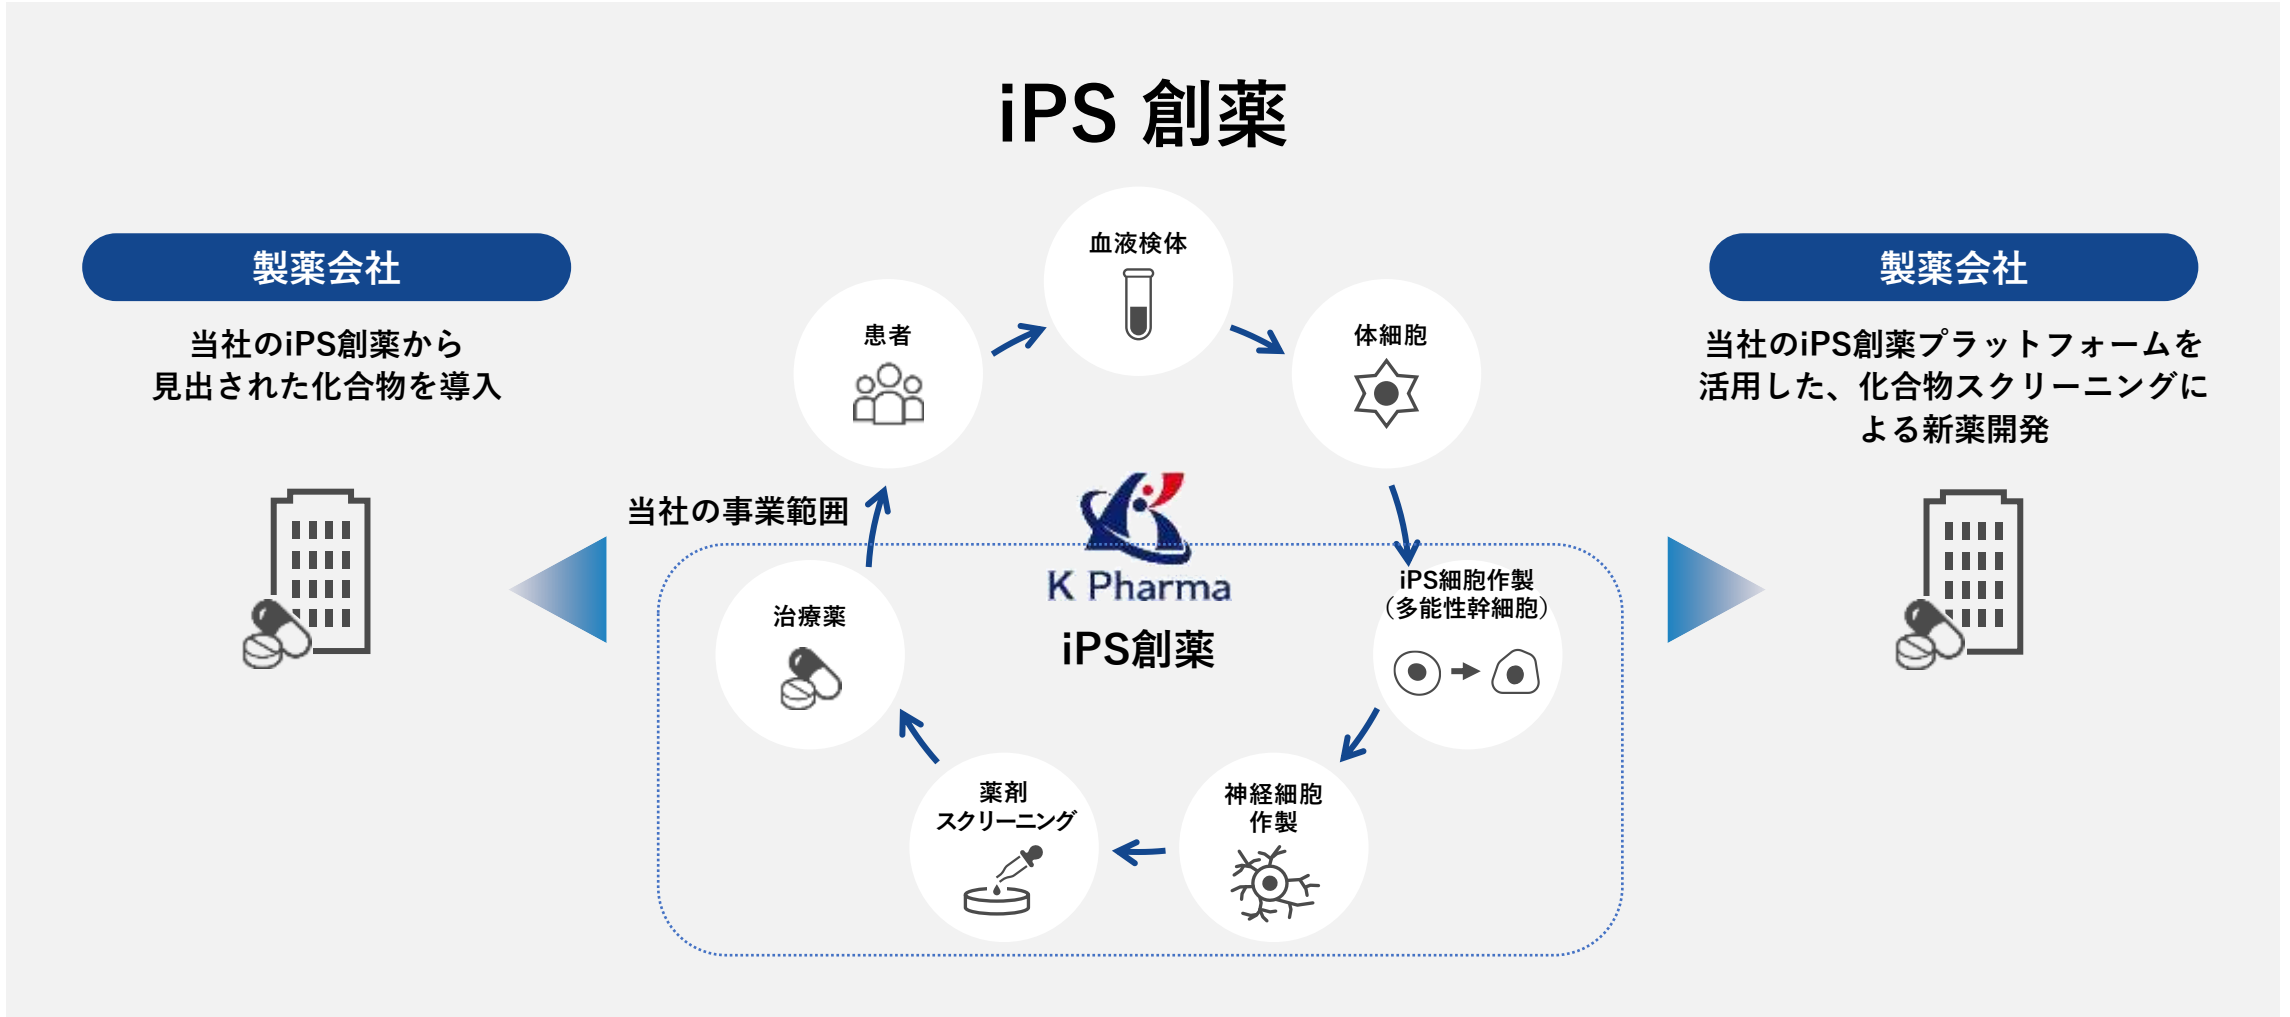 iPS 創薬
製薬会社
当社のiPS創薬から
見出された化合物を導入
血液検体
患者
体細胞
当社の事業範囲
K Pharma
iPS創薬
治療薬
iPS細胞作製
（多能性幹細胞）
薬剤
スクリーニング
神経細胞
作製
製薬会社
当社のiPS創薬プラットフォームを
活用した、化合物スクリーニングに
よる新薬開発